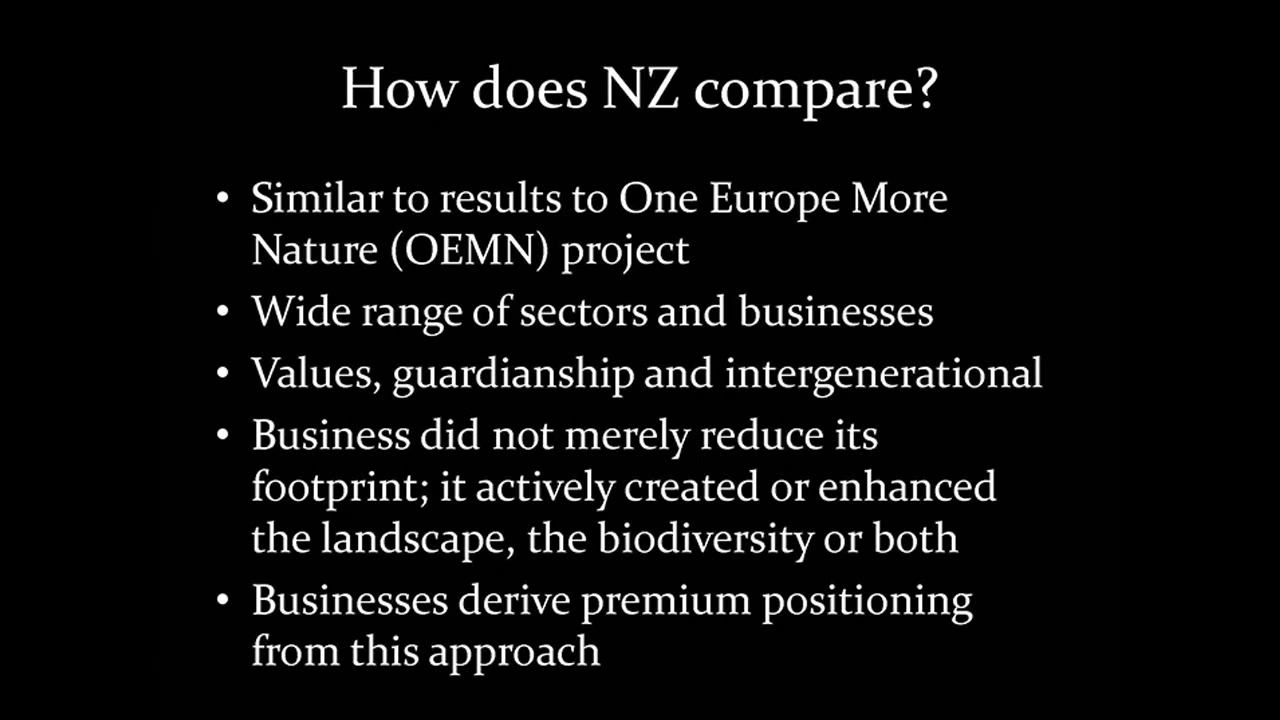 How does NZ compare?
• Similar to results to One Europe More
Nature (OEMN) project
• Wide range of sectors and businesses
• Values, guardianship and intergenerational
• Business did not merely reduce its
footprint; it actively created or enhanced
the landscape, the biodiversity or both
• Businesses derive premium positioning
from this approach